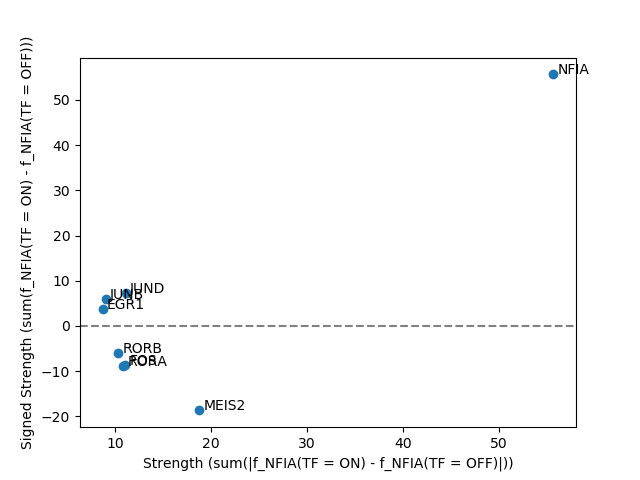 Signed Strength (sum(f_NFIA(TF = ON) - f_NFIA(TF = OFF)))
50
40
30
20
10
0
−10
−20
NFIA
JUND
JUNB
EGR1
RORB
FOS
RORA
MEIS2
10
20
30
40
50
Strength (sum(|f_NFIA(TF = ON) - f_NFIA(TF = OFF)|))